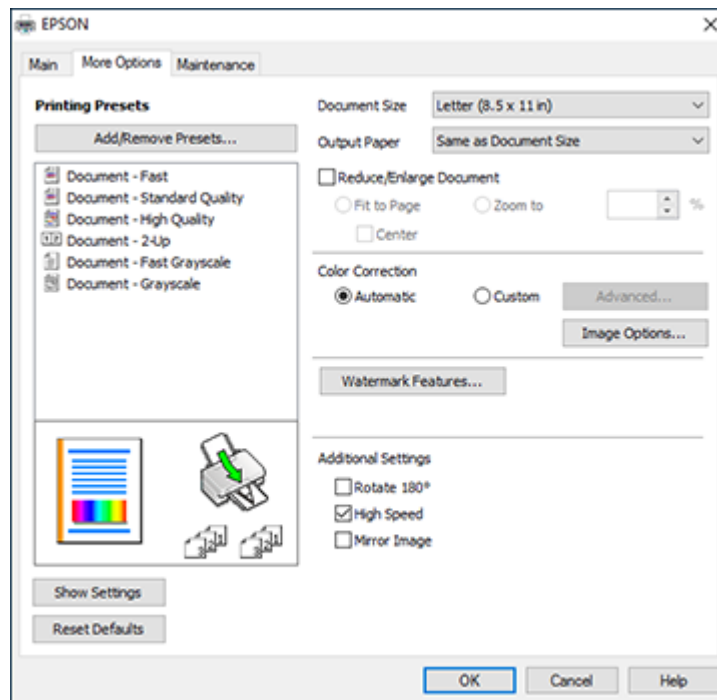 EPSON
Main More Options Maintenance
Printing Presets
Add/Remove Presets...
Document - Fast
Document - Standard Quality
Document - High Quality
Document - 2-Up
Document - Fast Grayscale
Document - Grayscale
Show Settings
Reset Defaults
Document Size Letter (8.5 x 11 in)
Output Paper Same as Document Size
Reduce/Enlarge Document
Fit to Page Zoom to %
Center
Color Correction
Automatic Custom Advanced...
Image Options...
Watermark Features...
Additional Settings
Rotate 180°
High Speed
Mirror Image
OK Cancel Help